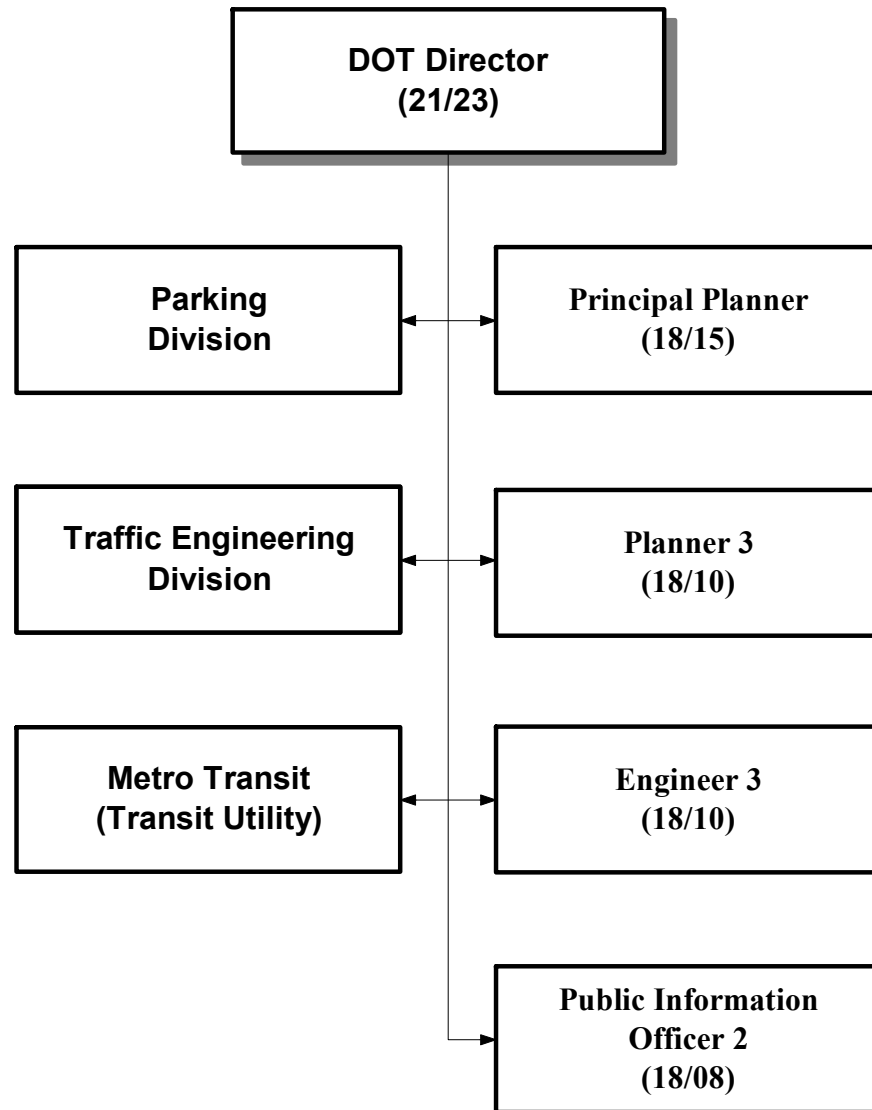 DOT Director
(21/23)
Parking
Division
Principal Planner
(18/15)
Traffic Engineering
Division
Planner 3
(18/10)
Metro Transit
(Transit Utility)
Engineer 3
(18/10)
Public Information
Officer 2
(18/08)